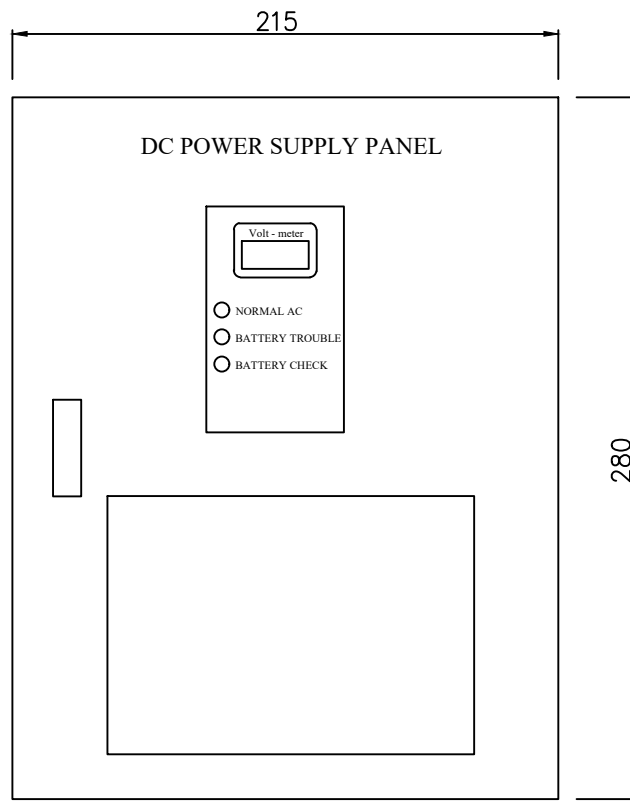 215
DC POWER SUPPLY PANEL
Volt - meter
NORMAL AC
BATTERY TROUBLE
BATTERY CHECK
280